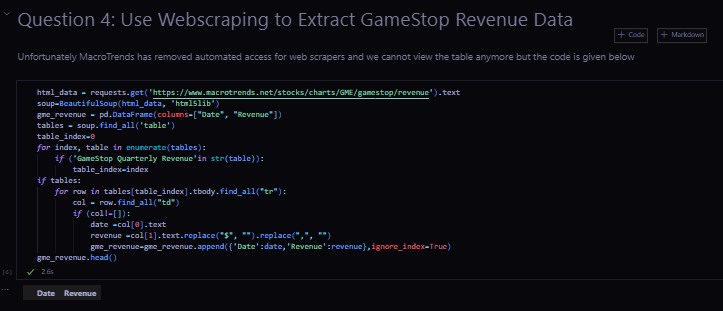 Question 4: Use Webscraping to Extract GameStop Revenue Data
+ Code + Markdown
Unfortunately MacroTrends has removed automated access for web scrapers and we cannot view the table anymore but the code is given below
html_data = requests.get('https://www.macrotrends.net/stocks/charts/GME/gamestop/revenue').text
soup=BeautifulSoup(html_data, 'html5lib')
gme_revenue = pd.DataFrame(columns=["Date", "Revenue"])
tables = soup.find_all('table')
table_index=0
for index, table in enumerate(tables):
    if ('GameStop Quarterly Revenue'in str(table)):
        table_index=index
if tables:
    for row in tables[table_index].tbody.find_all("tr"):
        col = row.find_all("td")
        if (col!=[]):
            date =col[0].text
            revenue =col[1].text.replace("$", "").replace(",", "")
            gme_revenue=gme_revenue.append({'Date':date,'Revenue':revenue},ignore_index=True)
gme_revenue.head()
[6] ✓ 2.6s
... Date Revenue